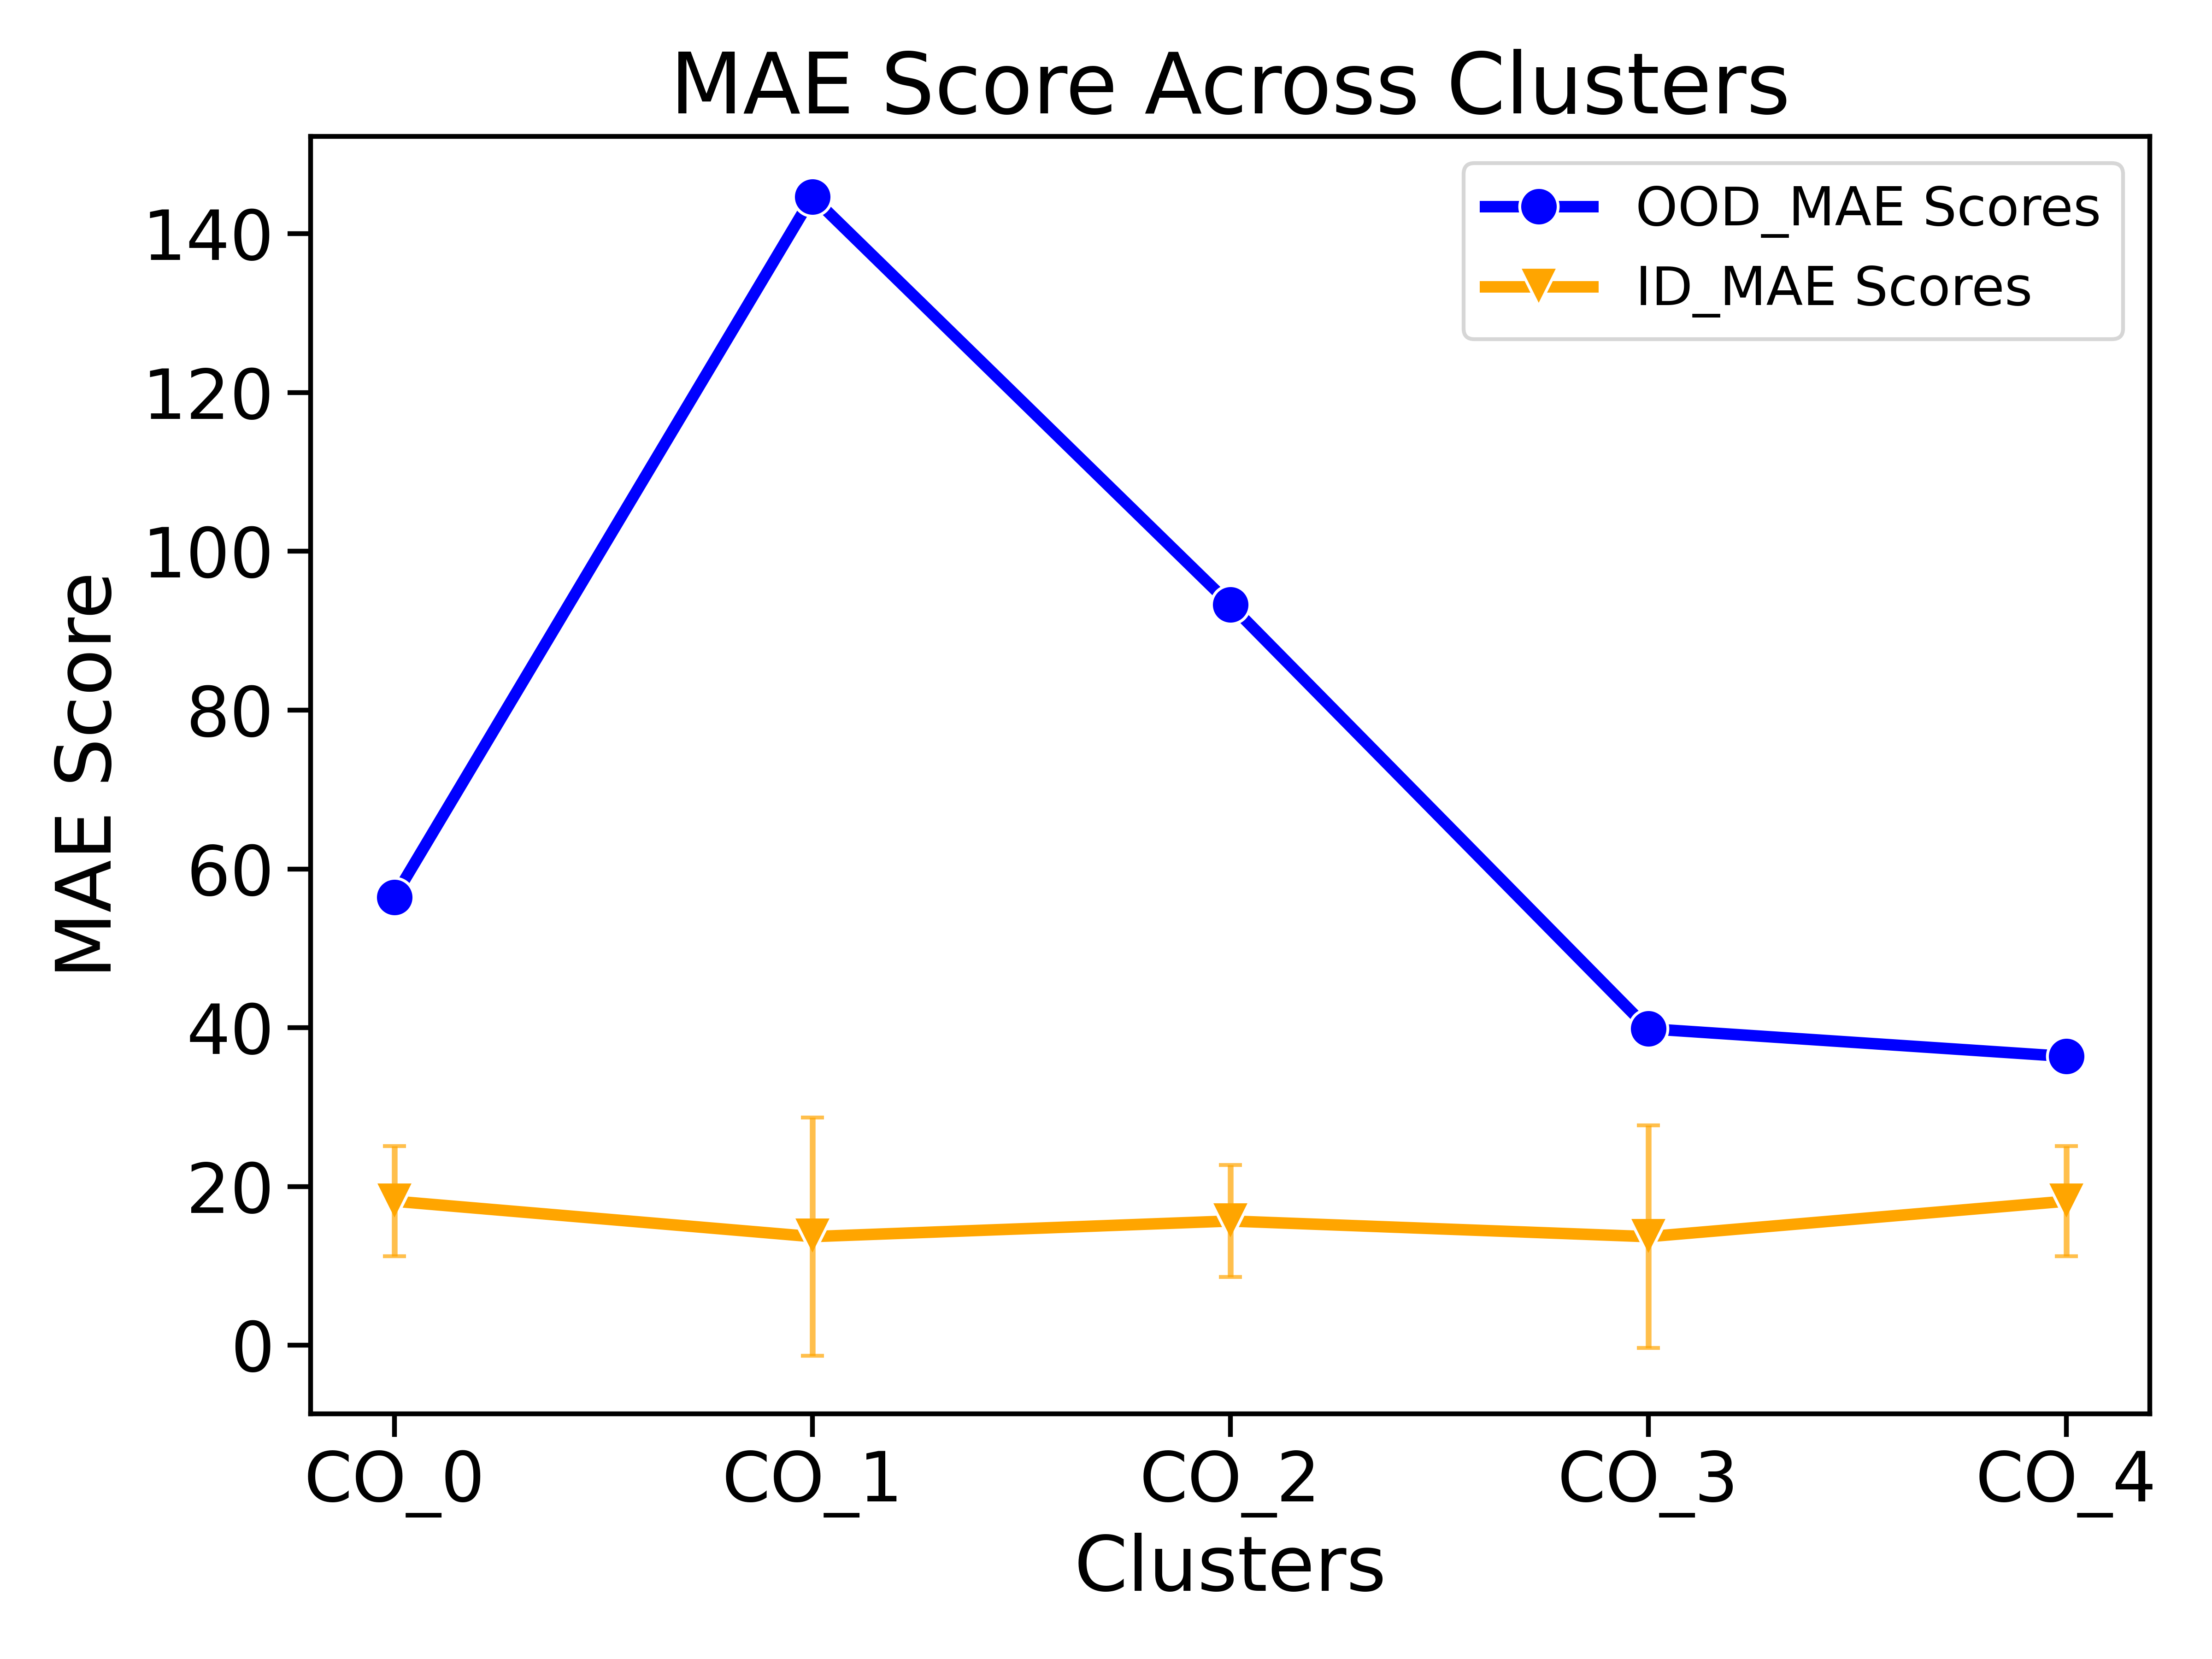 MAE Score Across Clusters
OOD_MAE Scores
ID_MAE Scores
MAE Score
140
120
100
80
60
40
20
0
CO_0 CO_1 CO_2 CO_3 CO_4
Clusters